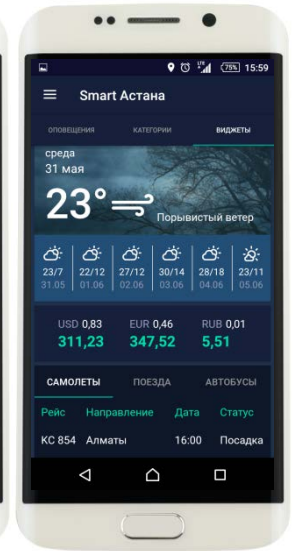 LTE 75% 15:59
Smart Астана
ОПОВЕЩЕНИЯ КАТЕГОРИИ ВИДЖЕТЫ
среда
31 мая
23°
Порывистый ветер
23/7 22/12 27/12 30/14 28/18 23/11
31.05 01.06 02.06 03.06 04.06 05.06
USD 0,83 EUR 0,46 RUB 0,01
311,23 347,52 5,51
САМОЛЕТЫ ПОЕЗДА АВТОБУСЫ
Рейс Направление Дата Статус
KC 854 Алматы 16:00 Посадка